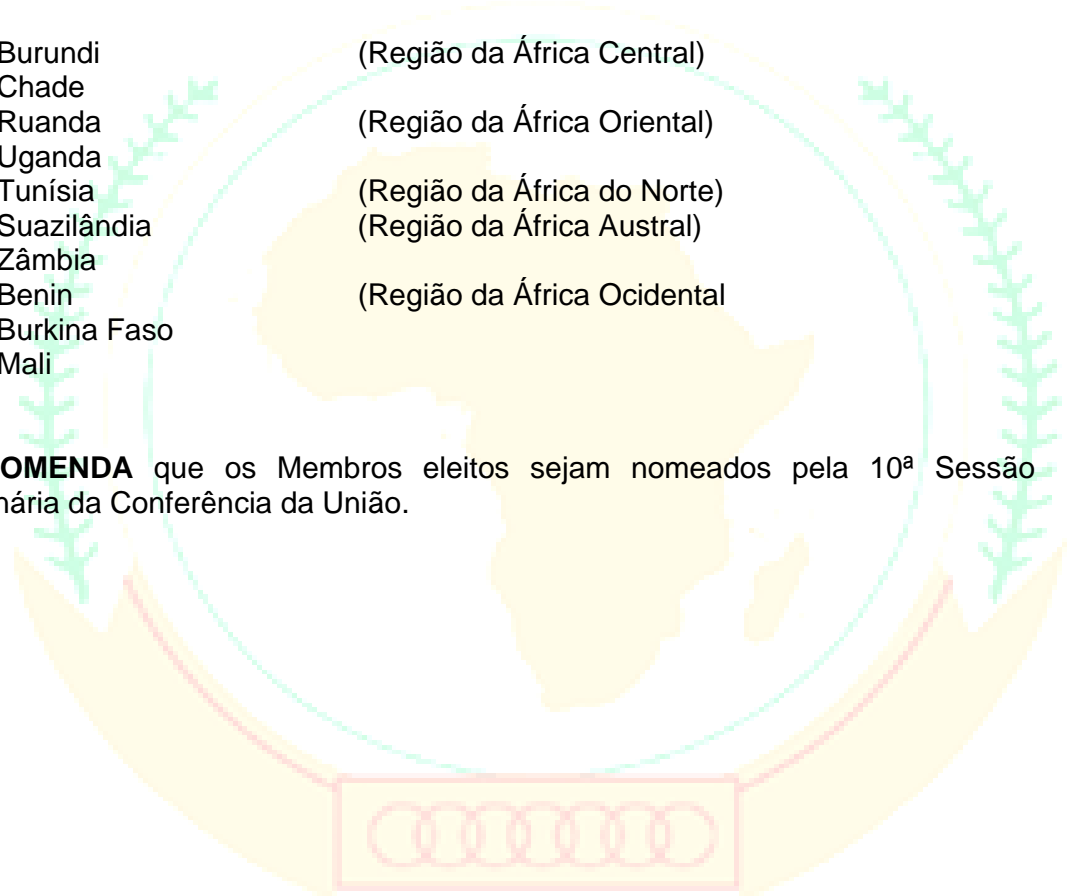 Burundi (Região da África Central)
Chade
Ruanda (Região da África Oriental)
Uganda
Tunísia (Região da África do Norte)
Suazilândia (Região da África Austral)
Zâmbia
Benin (Região da África Ocidental
Burkina Faso
Mali
OMENDA que os Membros eleitos sejam nomeados pela 10ª Sessão
nária da Conferência da União.